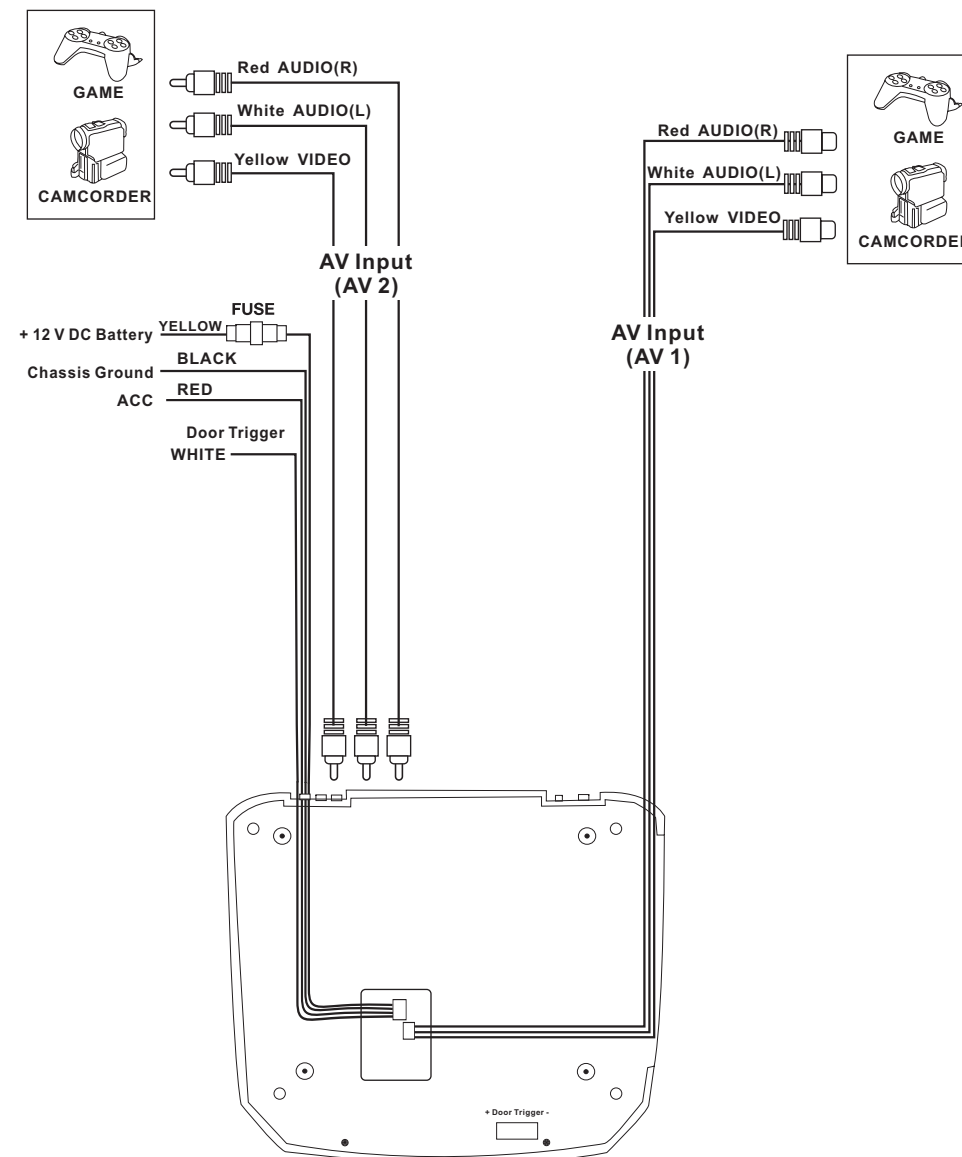 GAME
CAMCORDER
Red AUDIO(R)
White AUDIO(L)
Yellow VIDEO
AV Input
(AV 2)
FUSE
+ 12 V DC Battery
YELLOW
Chassis Ground
BLACK
ACC
RED
Door Trigger
WHITE
Red AUDIO(R)
White AUDIO(L)
Yellow VIDEO
AV Input
(AV 1)
GAME
CAMCORDER
+ Door Trigger -